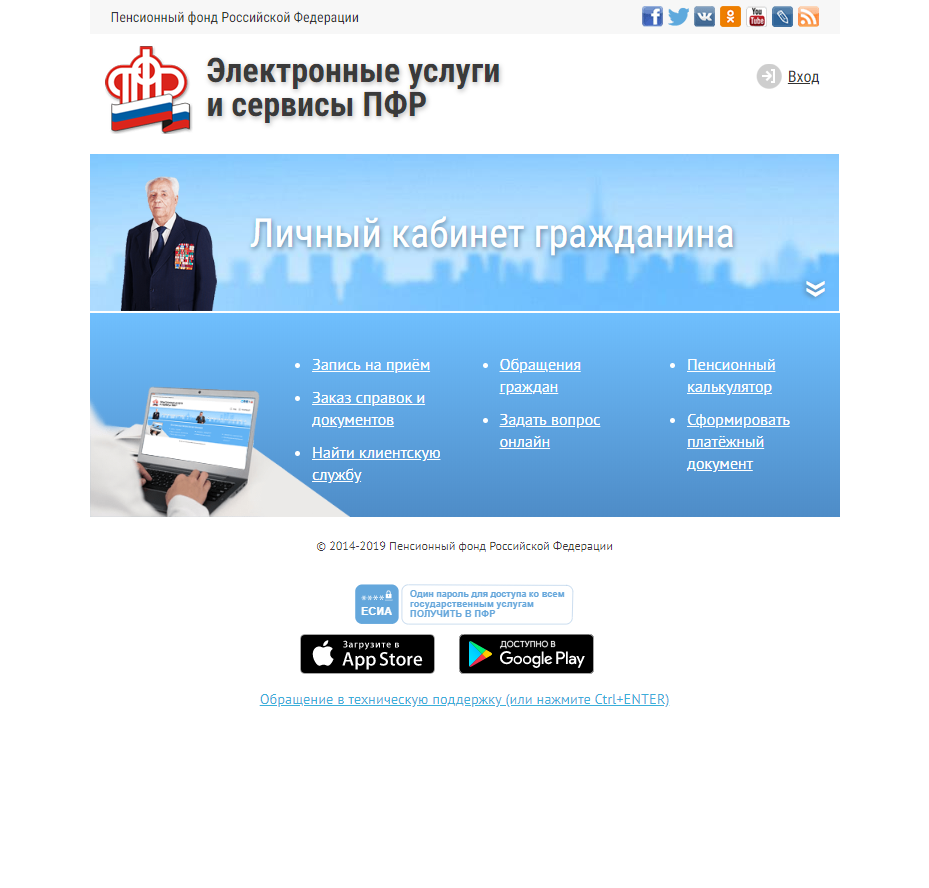 Пенсионный фонд Российской Федерации
You
Tube
Электронные услуги
и сервисы ПФР
Вход
Личный кабинет гражданина
Запись на приём
Заказ справок и
документов
Найти клиентскую
службу
Обращения
граждан
Задать вопрос
онлайн
Пенсионный
калькулятор
Сформировать
платёжный
документ
© 2014-2019 Пенсионный фонд Российской Федерации
****
ЕСИА
Один пароль для доступа ко всем
государственным услугам
ПОЛУЧИТЬ В ПФР
Загрузите в
App Store
ДОСТУПНО В
Google Play
Обращение в техническую поддержку (или нажмите Ctrl+ENTER)